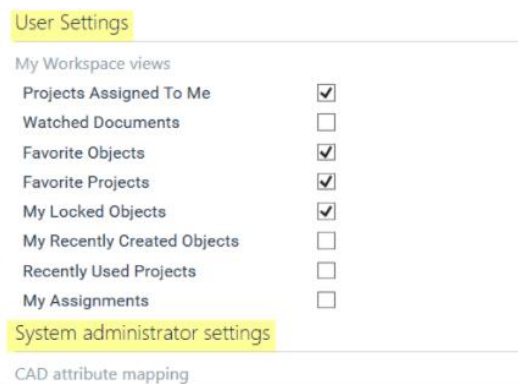 User Settings
My Workspace views
Projects Assigned To Me
Watched Documents
Favorite Objects
Favorite Projects
My Locked Objects
My Recently Created Objects
Recently Used Projects
My Assignments
System administrator settings
CAD attribute mapping